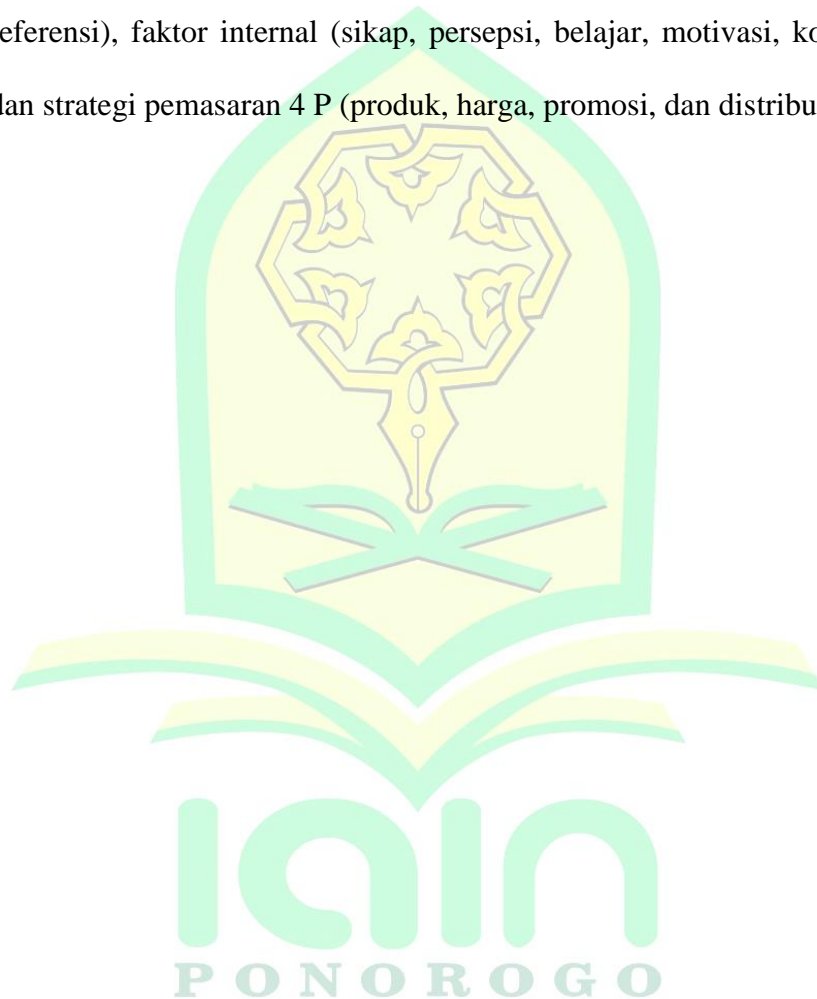 eferensi), faktor internal (sikap, persepsi, belajar, motivasi, ko
dan strategi pemasaran 4 P (produk, harga, promosi, dan distribu
iain
PONOROGO